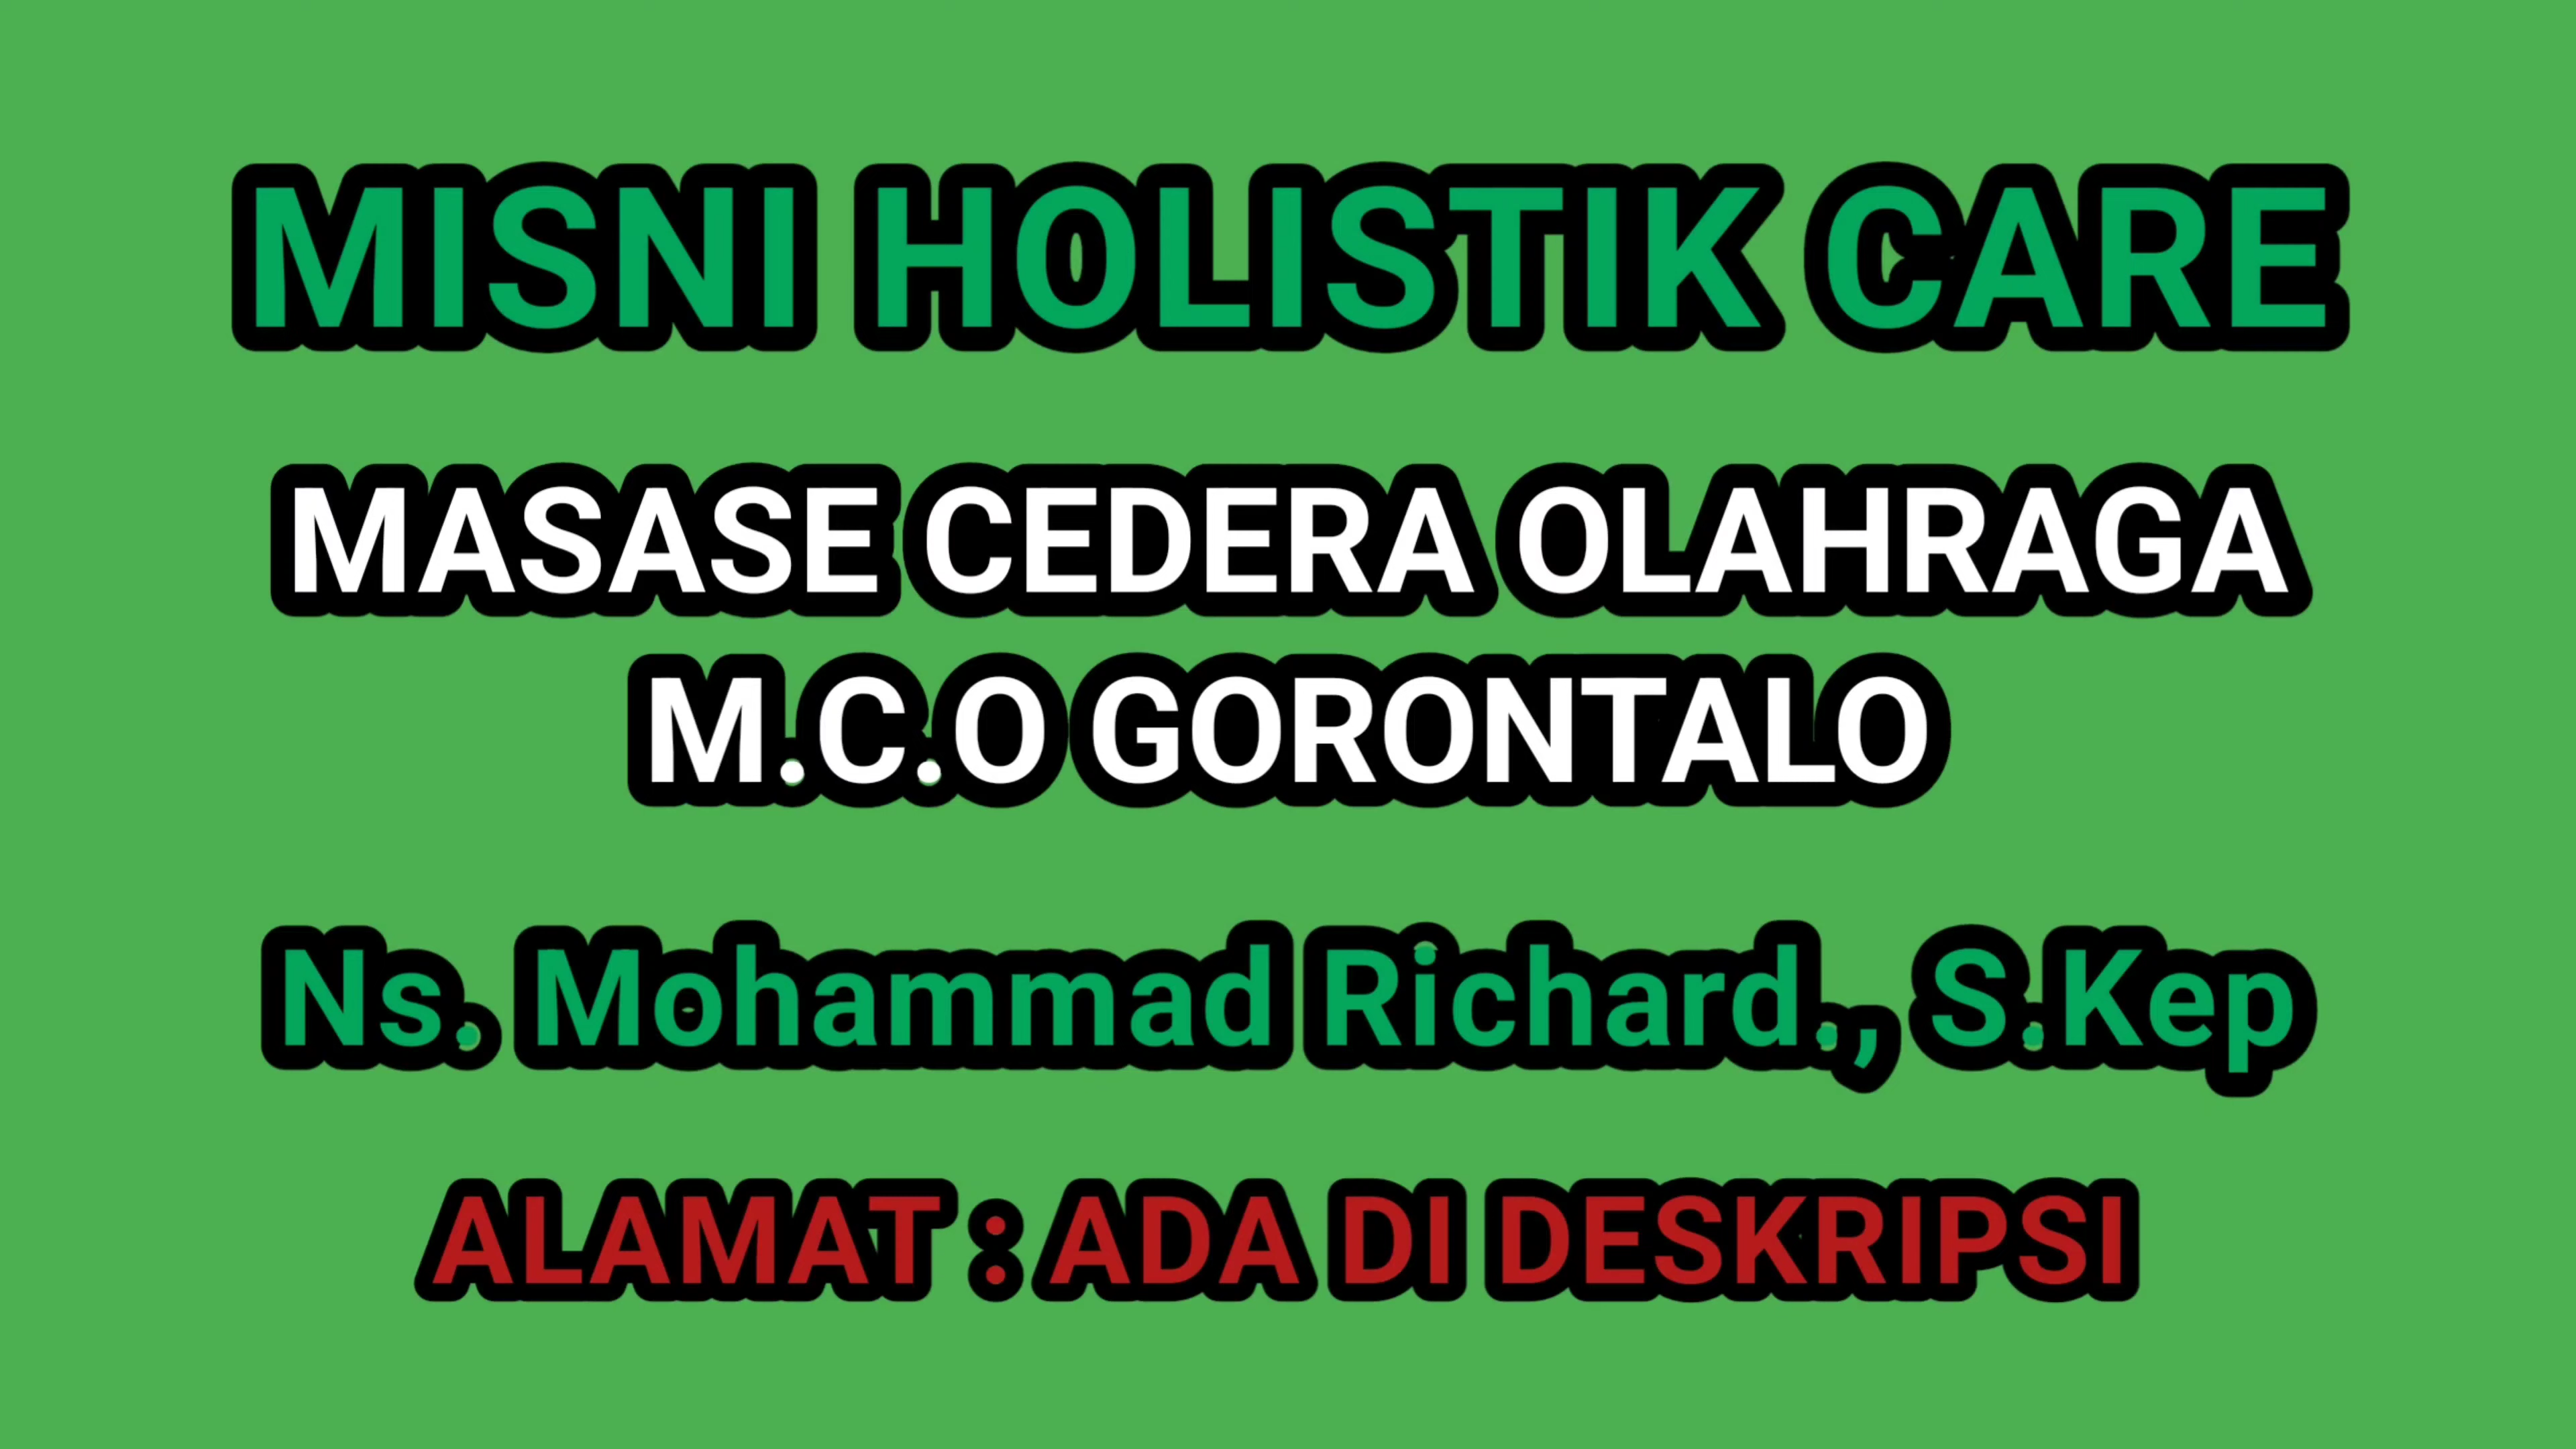 MISNI HOLISTIK CARE
MASASE CEDERA OLAHRAGA
M.C.O GORONTALO
Ns. Mohammad Richard., S.Kep
ALAMAT : ADA DI DESKRIPSI